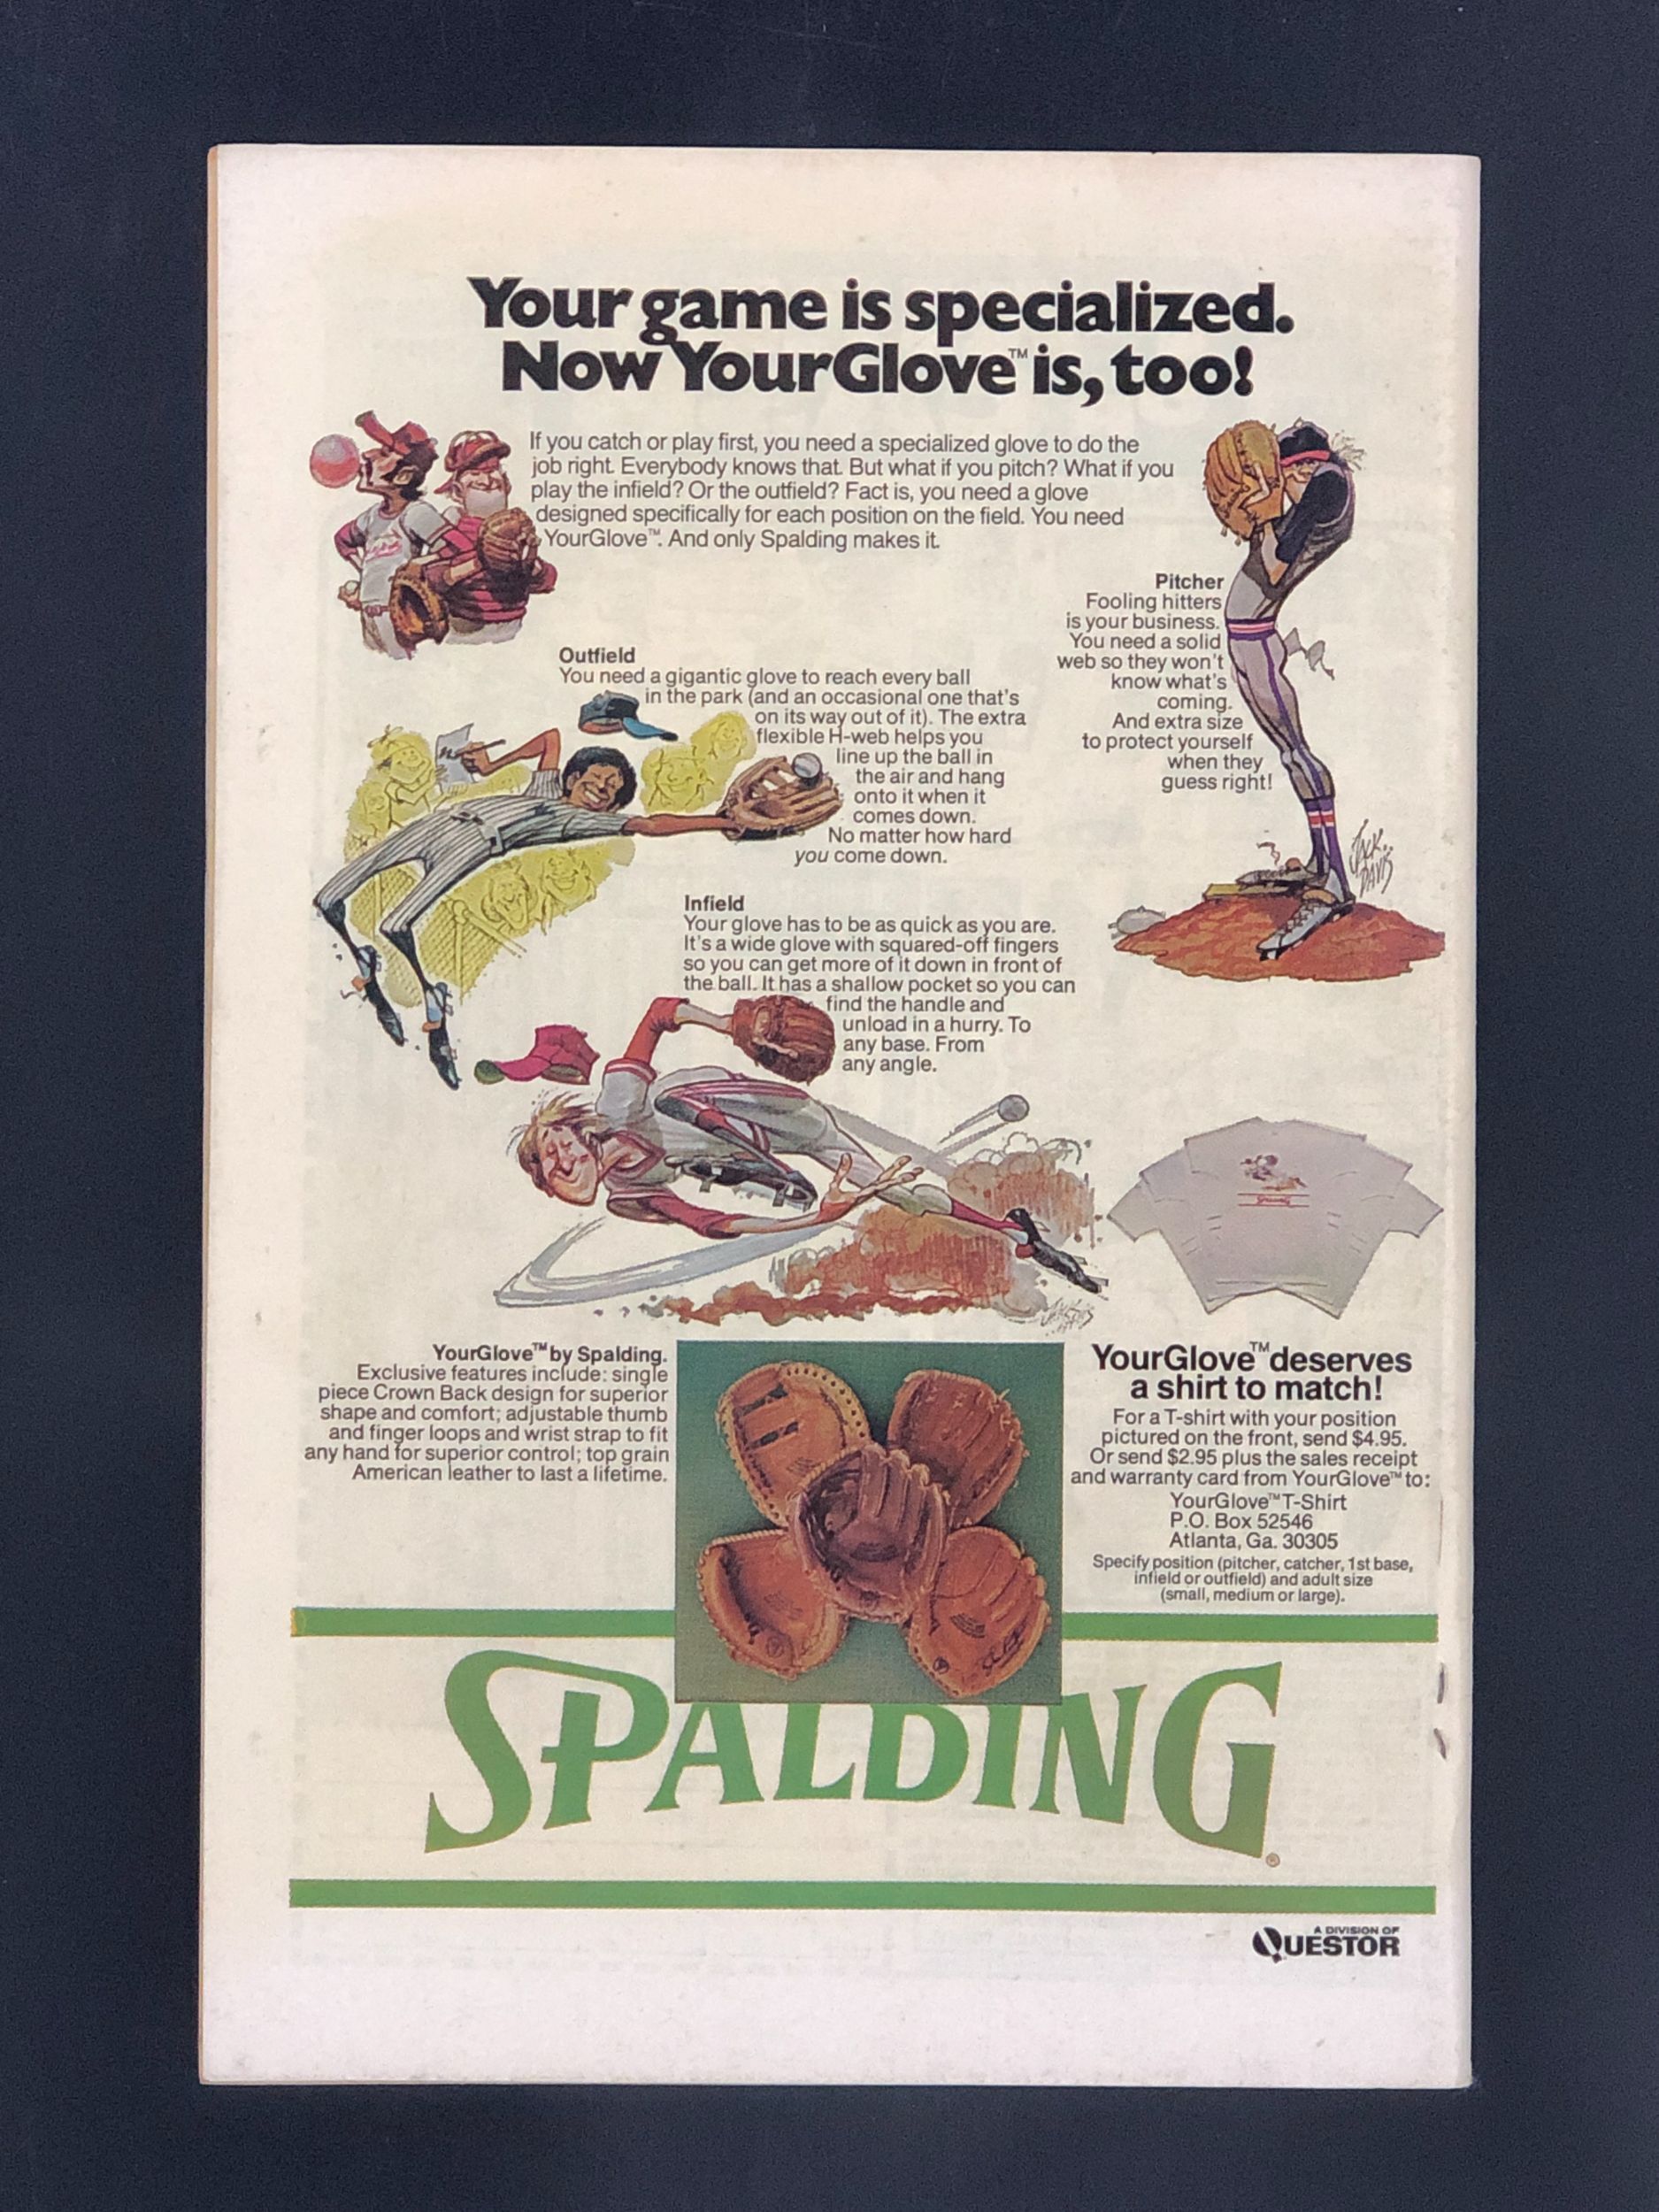 Your game is specialized.
Now YourGlove™ is, too!
If you catch or play first, you need a specialized glove to do the
job right. Everybody knows that. But what if you pitch? What if you
play the infield? Or the outfield? Fact is, you need a glove
designed specifically for each position on the field. You need
YourGlove™. And only Spalding makes it.
Pitcher
Fooling hitters
is your business.
You need a solid
web so they won't
know what's
coming.
And extra size
to protect yourself
when they
guess right!
JACK DAVIS
Outfield
You need a gigantic glove to reach every ball
in the park (and an occasional one that's
on its way out of it). The extra
flexible H-web helps you
line up the ball in
the air and hang
onto it when it
comes down.
No matter how hard
you come down.
Infield
Your glove has to be as quick as you are.
It's a wide glove with squared-off fingers
so you can get more of it down in front of
the ball. It has a shallow pocket so you can
find the handle and
unload in a hurry. To
any base. From
any angle.
YourGlove™ by Spalding.
Exclusive features include: single
piece Crown Back design for superior
shape and comfort; adjustable thumb
and finger loops and wrist strap to fit
any hand for superior control; top grain
American leather to last a lifetime.
YourGlove™ deserves
a shirt to match!
For a T-shirt with your position
pictured on the front, send $4.95.
Or send $2.95 plus the sales receipt
and warranty card from YourGlove™ to:
YourGlove™ T-Shirt
P.O. Box 52546
Atlanta, Ga. 30305
Specify position (pitcher, catcher, 1st base,
infield or outfield) and adult size
(small, medium or large).
SPALDING®
A DIVISION OF
QUESTOR